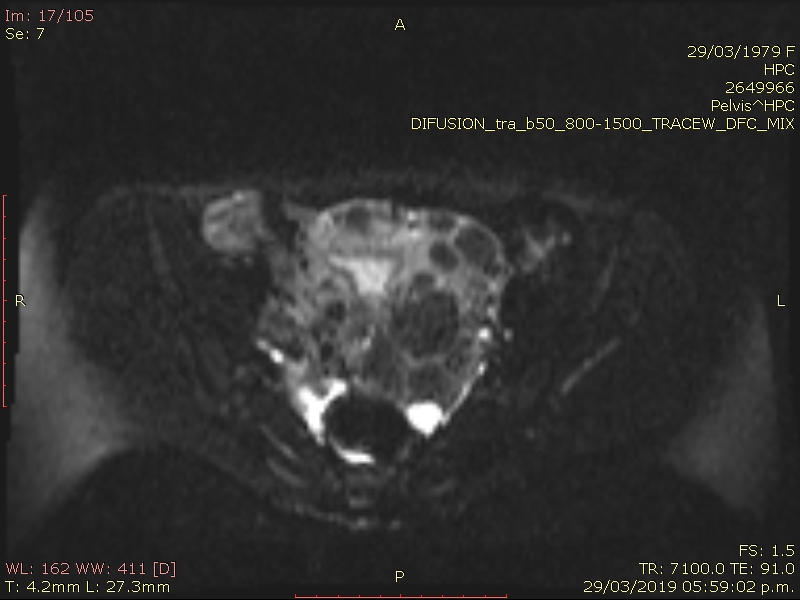 Im: 17/105
Se: 7
A
29/03/1979 F
HPC
2649966
Pelvis^HPC
DIFUSION_tra_b50_800-1500_TRACEW_DFC_MIX
R
L
WL: 162 WW: 411 [D]
T: 4.2mm L: 27.3mm
P
FS: 1.5
TR: 7100.0 TE: 91.0
29/03/2019 05:59:02 p.m.